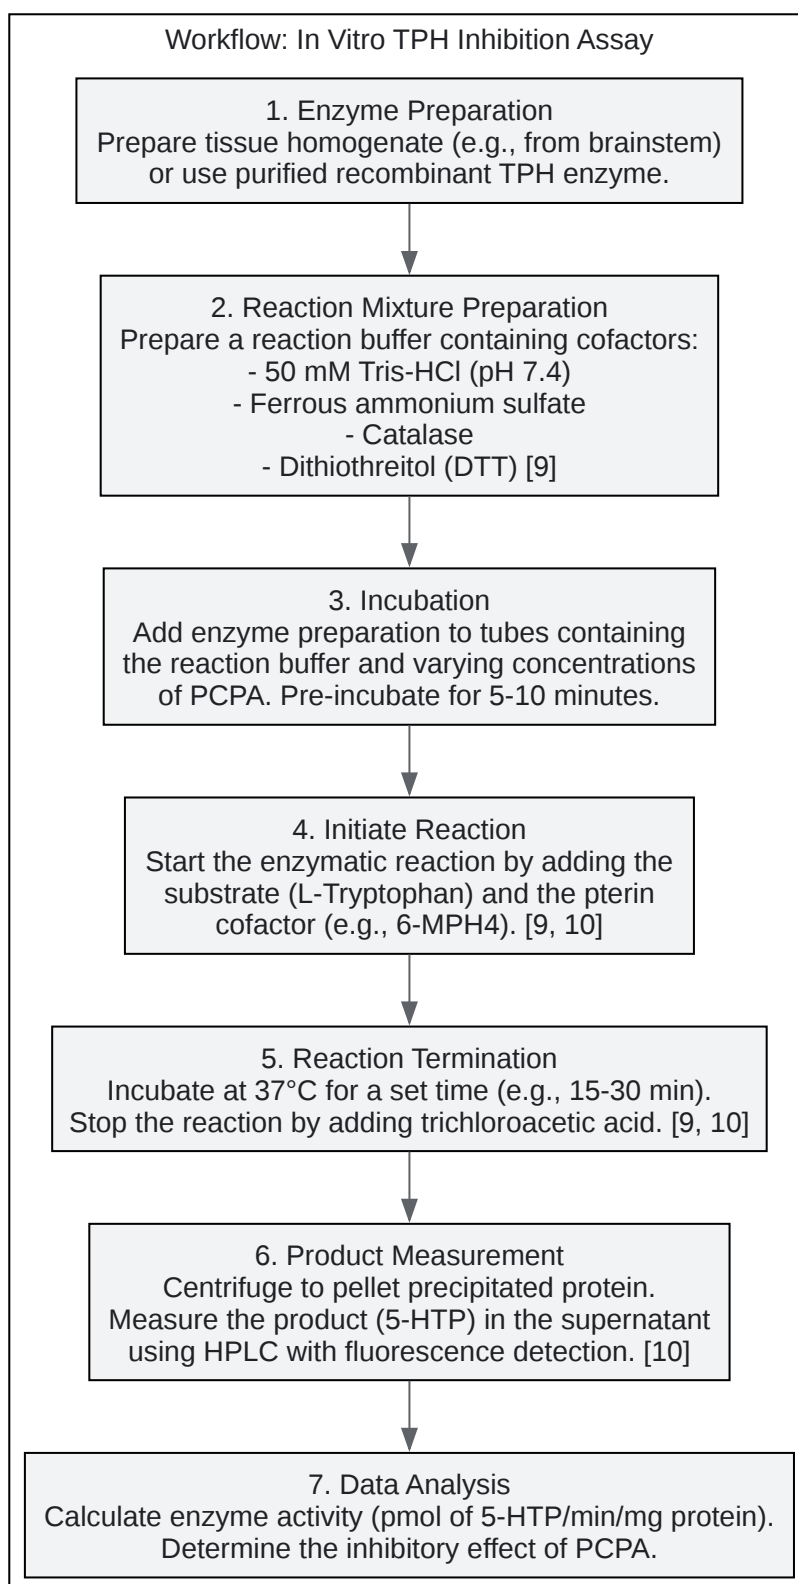 Workflow: In Vitro TPH Inhibition Assay
1. Enzyme Preparation
Prepare tissue homogenate (e.g., from brainstem)
or use purified recombinant TPH enzyme.
2. Reaction Mixture Preparation
Prepare a reaction buffer containing cofactors:
- 50 mM Tris-HCl (pH 7.4)
- Ferrous ammonium sulfate
- Catalase
- Dithiothreitol (DTT) [9]
3. Incubation
Add enzyme preparation to tubes containing
the reaction buffer and varying concentrations
of PCPA. Pre-incubate for 5-10 minutes.
4. Initiate Reaction
Start the enzymatic reaction by adding the
substrate (L-Tryptophan) and the pterin
cofactor (e.g., 6-MPH4). [9, 10]
5. Reaction Termination
Incubate at 37°C for a set time (e.g., 15-30 min).
Stop the reaction by adding trichloroacetic acid. [9, 10]
6. Product Measurement
Centrifuge to pellet precipitated protein.
Measure the product (5-HTP) in the supernatant
using HPLC with fluorescence detection. [10]
7. Data Analysis
Calculate enzyme activity (pmol of 5-HTP/min/mg protein).
Determine the inhibitory effect of PCPA.